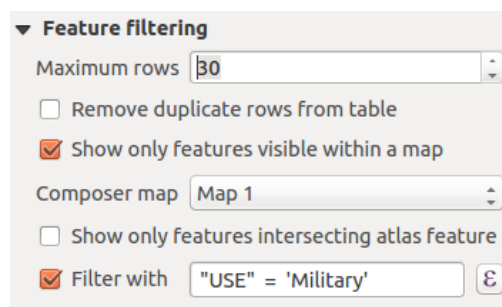 Feature filtering
Maximum rows 30
Remove duplicate rows from table
Show only features visible within a map
Composer map Map 1
Show only features intersecting atlas feature
Filter with "USE" = 'Military' ε